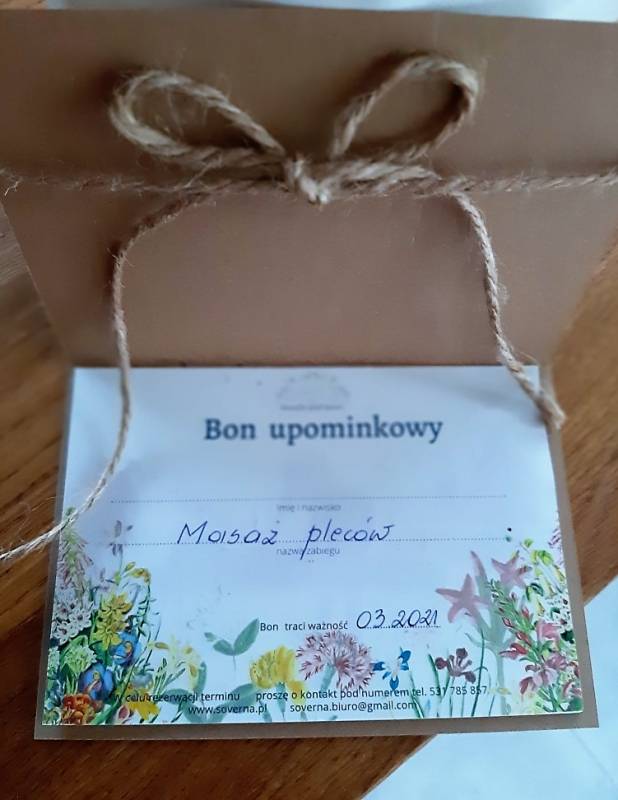 Bon upominkowy
imię i nazwisko
Masaż pleców
nazwa zabiegu
Bon traci ważność 03.2021
W celu rezerwacji terminu proszę o kontakt pod numerem tel. 531 785 857
www.soverna.pl soverna.biuro@gmail.com